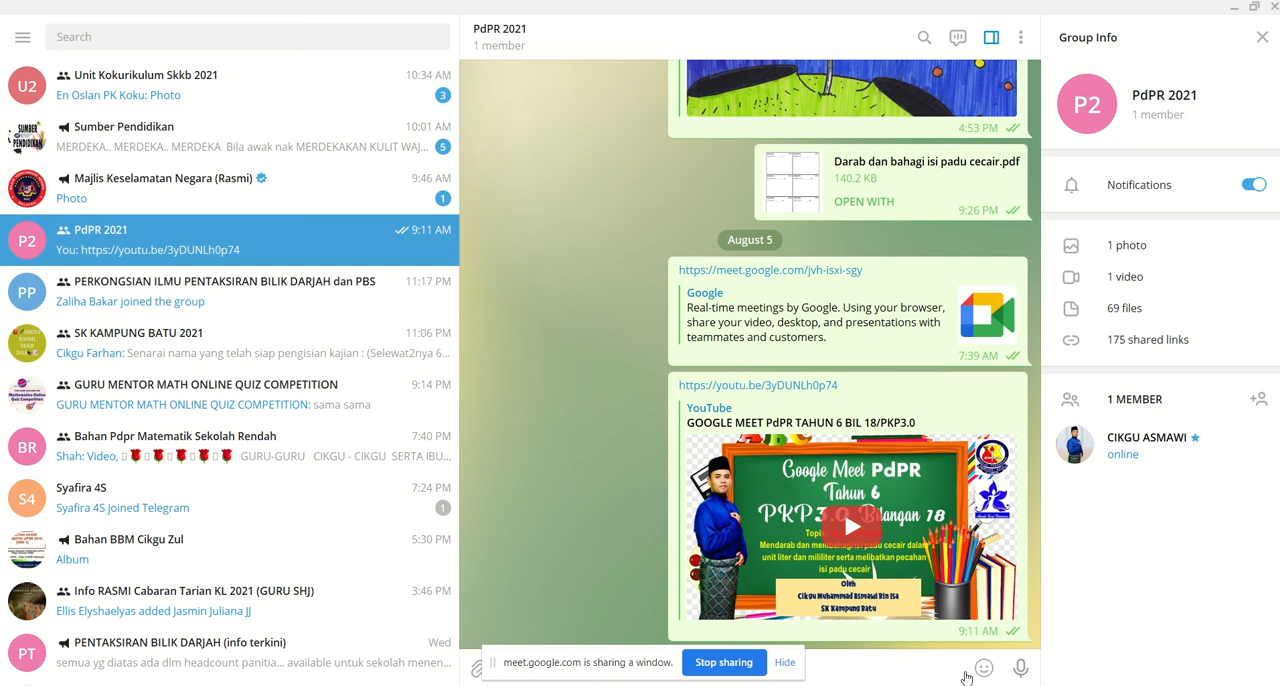 Search
U2
Unit Kokurikulum Skkb 2021
10:34 AM
En Oslan PK Koku: Photo
3
SUMBER
PENDIDIKAN
Sumber Pendidikan
10:01 AM
MERDEKA.. MERDEKA.. MERDEKA Bila awak nak MERDEKAKAN KULIT WAJ...
5
Majlis Keselamatan Negara (Rasmi)
9:46 AM
Photo
1
P2
PdPR 2021
9:11 AM
You: https://youtu.be/3yDUNLh0p74
PP
PERKONGSIAN ILMU PENTAKSIRAN BILIK DARJAH dan PBS
11:17 PM
Zaliha Bakar joined the group
SK KAMPUNG BATU 2021
11:06 PM
Cikgu Farhan: Senarai nama yang telah siap pengisian kajian : (Selewat2nya 6...
GURU MENTOR MATH ONLINE QUIZ COMPETITION
9:14 PM
GURU MENTOR MATH ONLINE QUIZ COMPETITION: sama sama
BR
Bahan Pdpr Matematik Sekolah Rendah
7:40 PM
Shah: Video, 🌹 🌹 🌹 🌹 🌹 GURU-GURU CIKGU - CIKGU SERTA IBU...
S4
Syafira 4S
7:24 PM
Syafira 4S joined Telegram
1
Bahan BBM Cikgu Zul
5:30 PM
Album
Info RASMI Cabaran Tarian KL 2021 (GURU SHJ)
3:46 PM
Ellis Elyshaelyas added Jasmin Juliana JJ
PT
PENTAKSIRAN BILIK DARJAH (info terkini)
Wed
semua yg diatas ada dlm headcount panitia... available untuk sekolah menen...
PdPR 2021
1 member
4:53 PM
Darab dan bahagi isi padu cecair.pdf
140.2 KB
OPEN WITH
9:26 PM
August 5
https://meet.google.com/jvh-isxi-sgy
Google
Real-time meetings by Google. Using your browser,
share your video, desktop, and presentations with
teammates and customers.
7:39 AM
https://youtu.be/3yDUNLh0p74
YouTube
GOOGLE MEET PdPR TAHUN 6 BIL 18/PKP3.0
Google Meet PdPR
Tahun 6
PKP3.0 Bilangan 18
Mendarab dan membahagi isi padu cecair dalam
unit liter dan mililiter serta melibatkan pecahan
isi padu cecair
Oleh
Cikgu Muhammad Asmawi Bin Isa
SK Kampung Batu
9:11 AM
meet.google.com is sharing a window.
Stop sharing
Hide
Group Info
P2
PdPR 2021
1 member
Notifications
1 photo
1 video
69 files
175 shared links
1 MEMBER
CIKGU ASMAWI
online